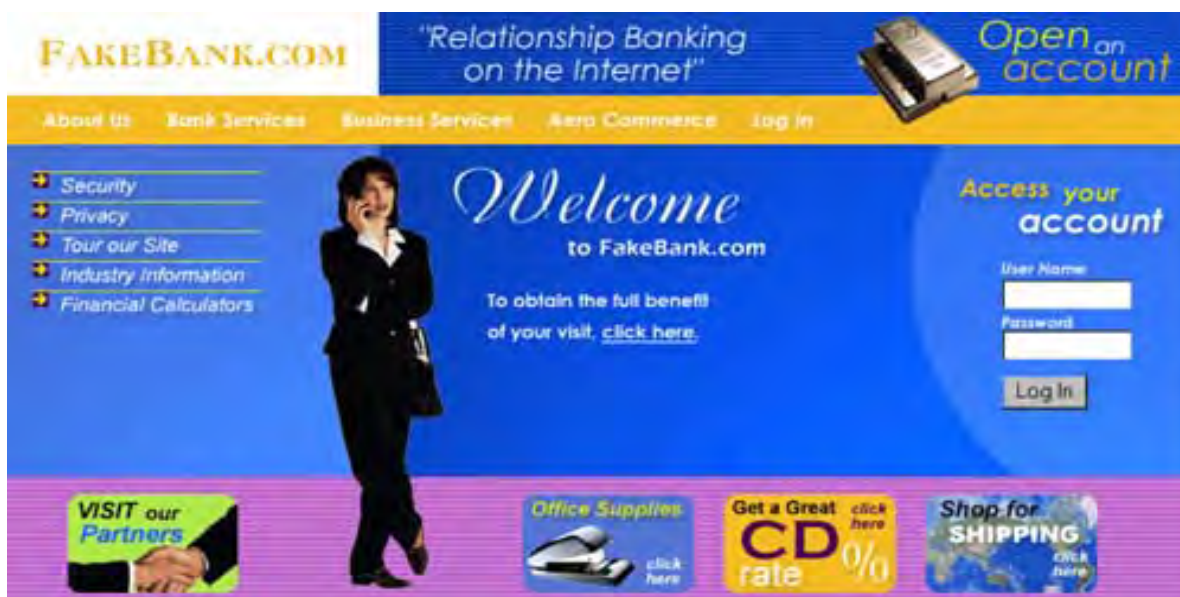 FAKEBANK.COM
"Relationship Banking
on the Internet"
Open an
account
About Us Bank Services Business Services Aero Commerce Log In
Security
Privacy
Tour our Site
Industry Information
Financial Calculators
Welcome
to FakeBank.com
To obtain the full benefit
of your visit, click here.
Access your
account
User Name
Password
Log In
VISIT our
Partners
Office Supplies
click
here
Get a Great click
here
CD %
rate
Shop for
SHIPPING
click
here